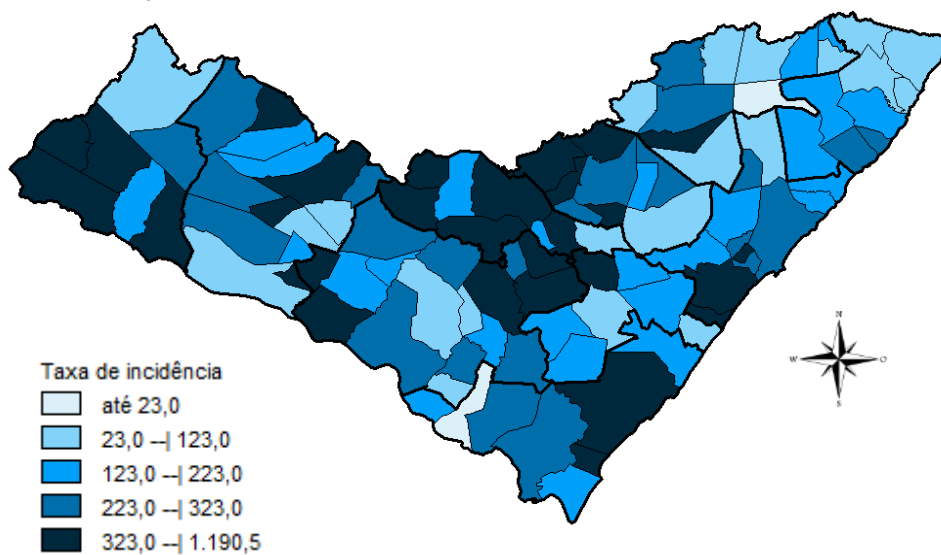 Taxa de incidência
até 23,0
23,0 --| 123,0
123,0 --| 223,0
223,0 --| 323,0
323,0 --| 1.190,5
N
W
O
S